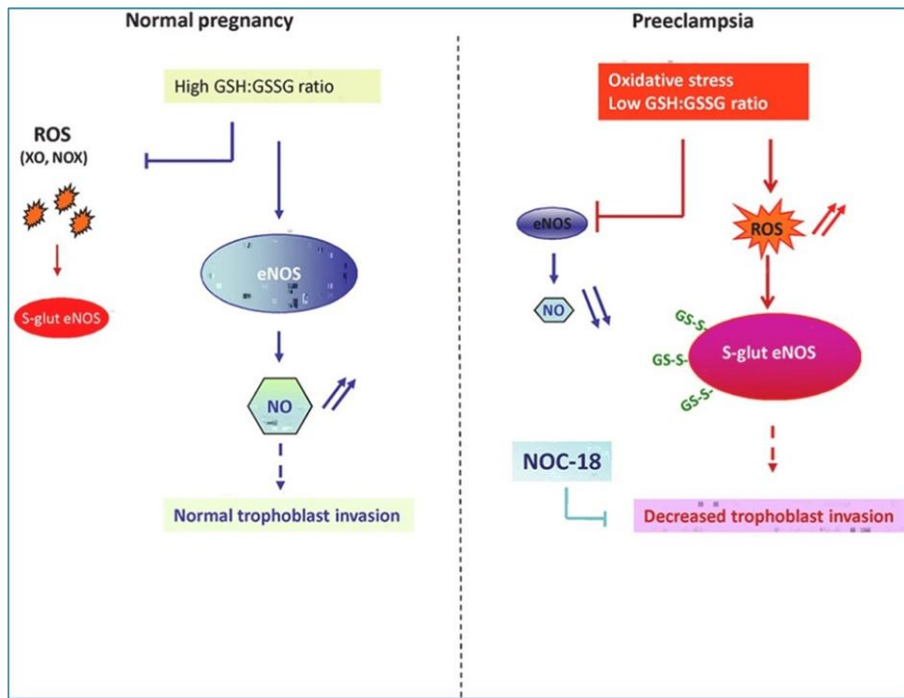 Normal pregnancy
High GSH:GSSG ratio
ROS
(XO, NOX)
eNOS
S-glut eNOS
NO
Normal trophoblast invasion
Preeclampsia
Oxidative stress
Low GSH:GSSG ratio
eNOS
ROS
NO
GS-S-
GS-S-
GS-S-
S-glut eNOS
NOC-18
Decreased trophoblast invasion